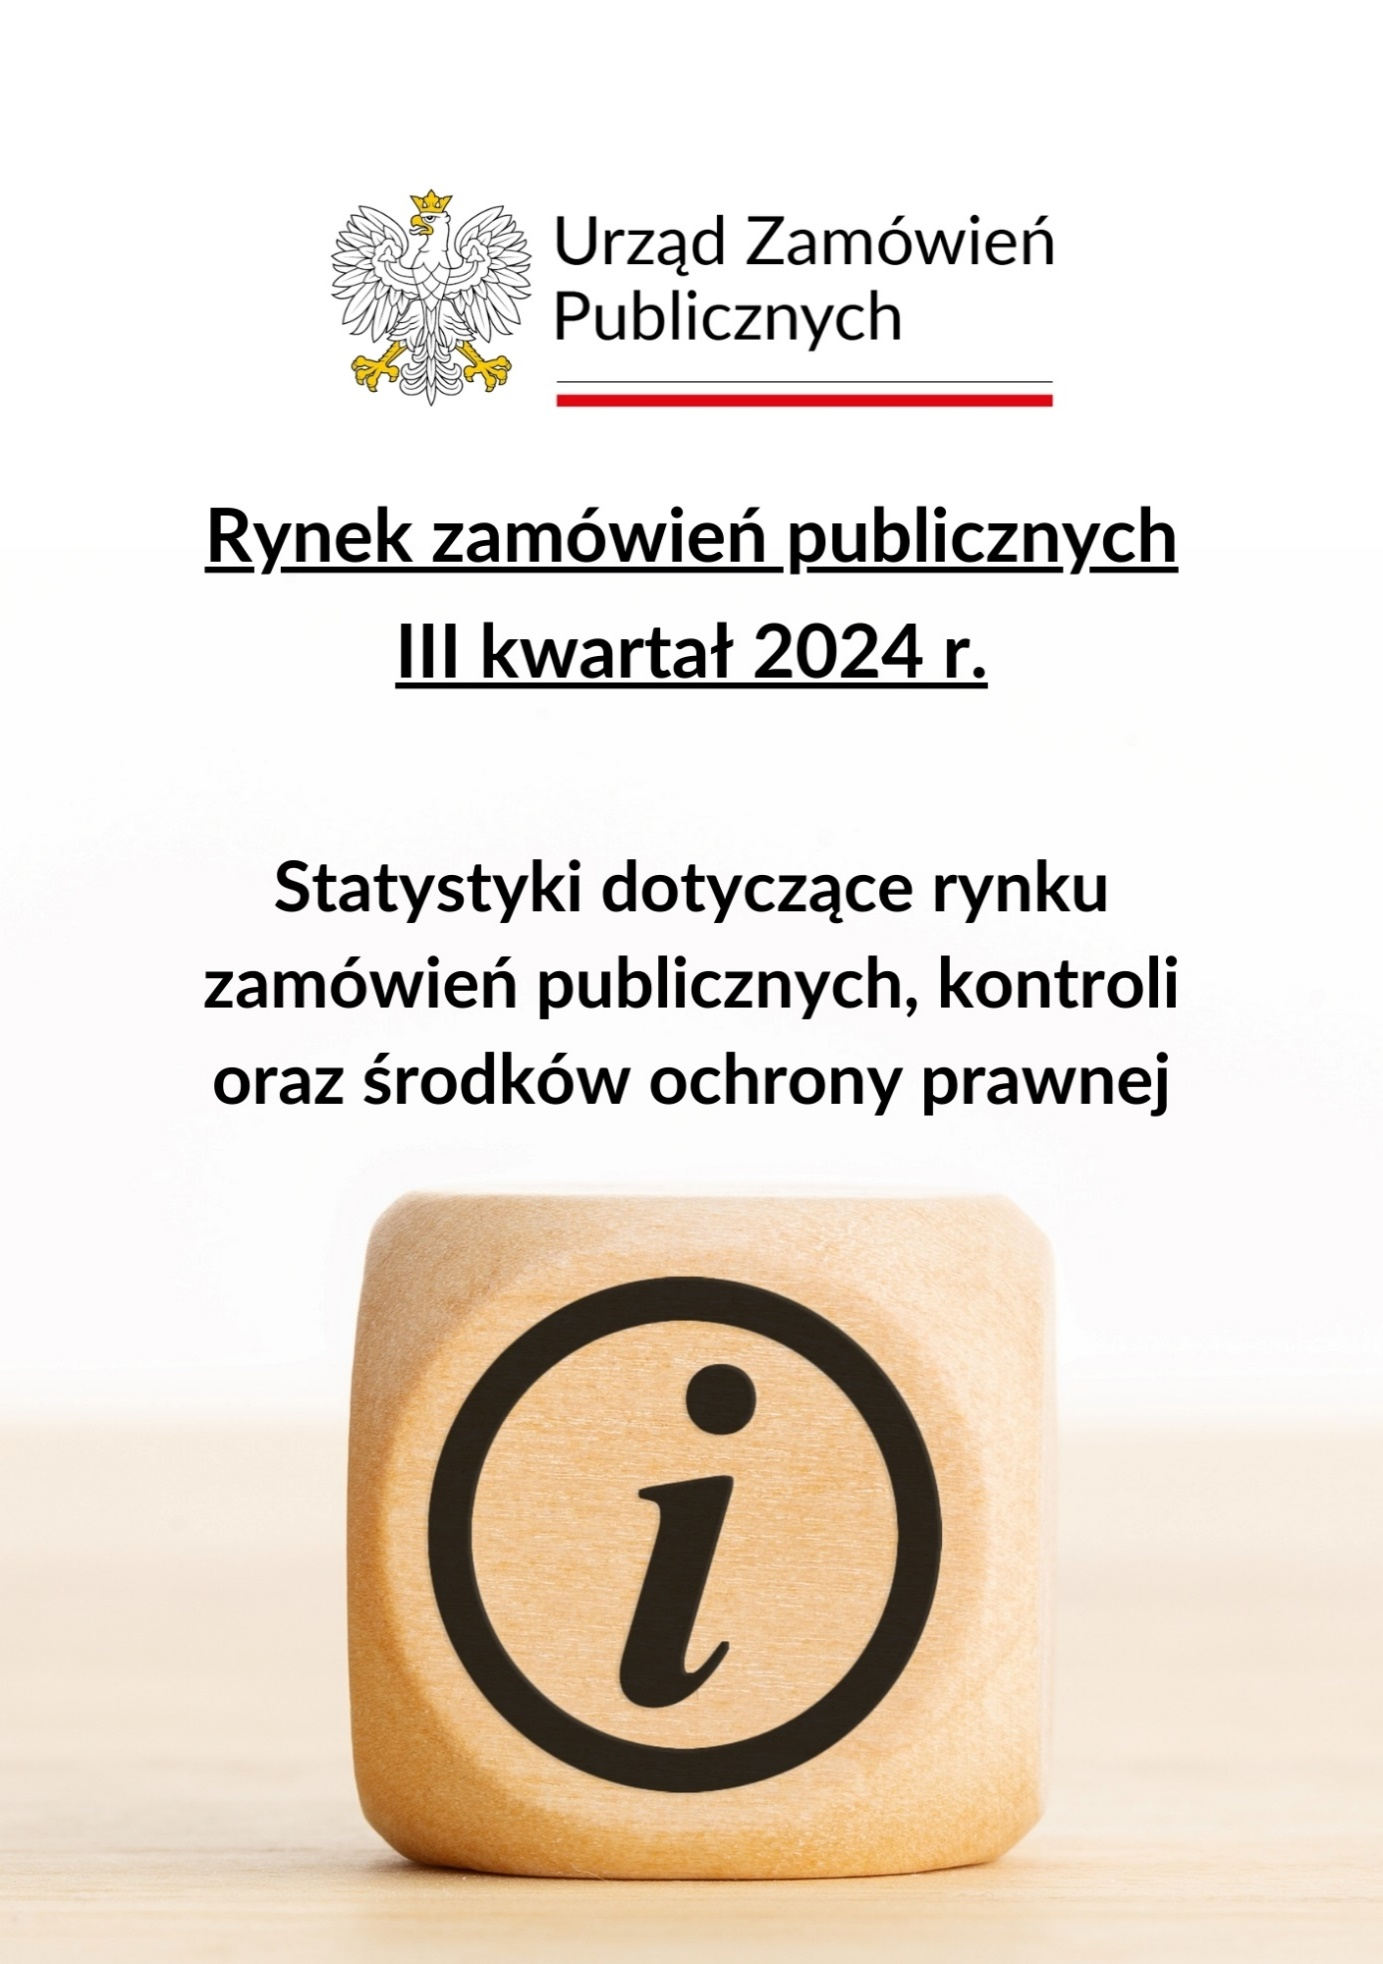 Urząd Zamówień
Publicznych
Rynek zamówień publicznych
III kwartał 2024 r.
Statystyki dotyczące rynku
zamówień publicznych, kontroli
oraz środków ochrony prawnej
i